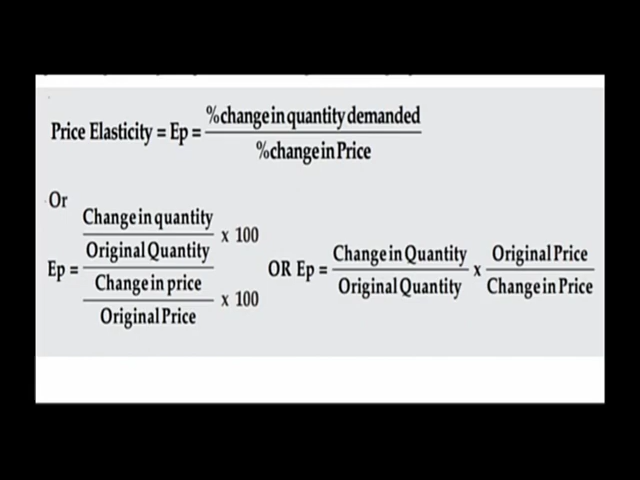 Price Elasticity = Ep = %change in quantity demanded
%change in Price
Or
Ep =
Change in quantity
Original Quantity
x 100
Change in price
Original Price
x 100
OR Ep =
Change in Quantity
Original Quantity
x
Original Price
Change in Price